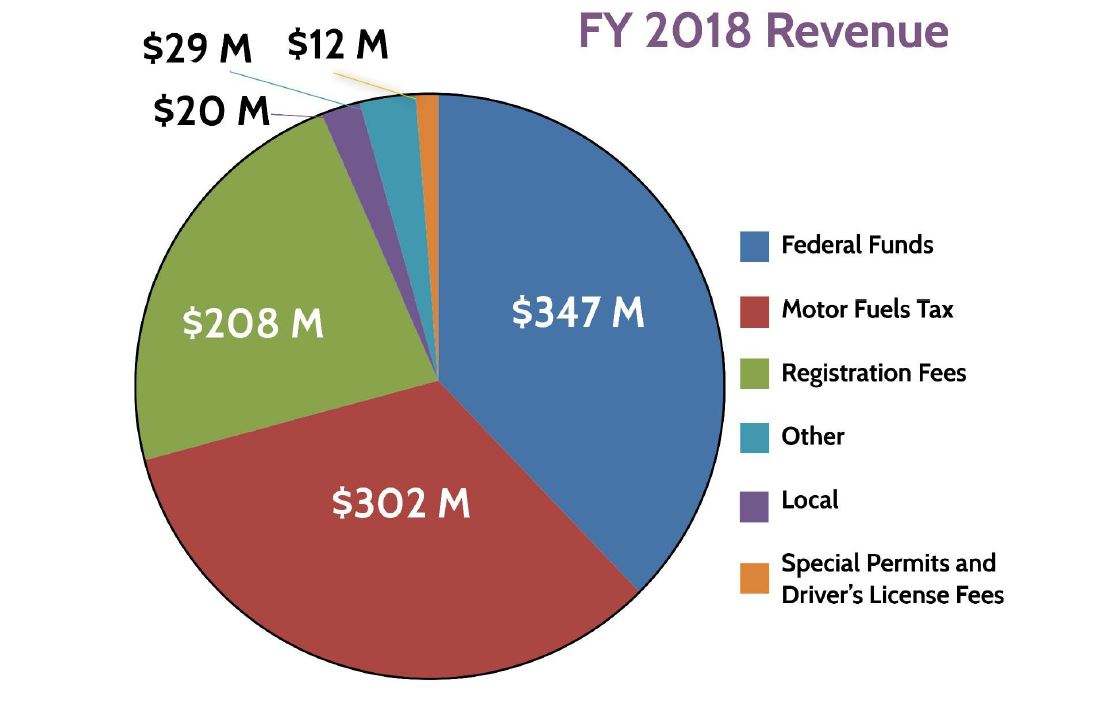 FY 2018 Revenue
$29 M
$12 M
$20 M
$208 M
$347 M
$302 M
Federal Funds
Motor Fuels Tax
Registration Fees
Other
Local
Special Permits and
Driver's License Fees